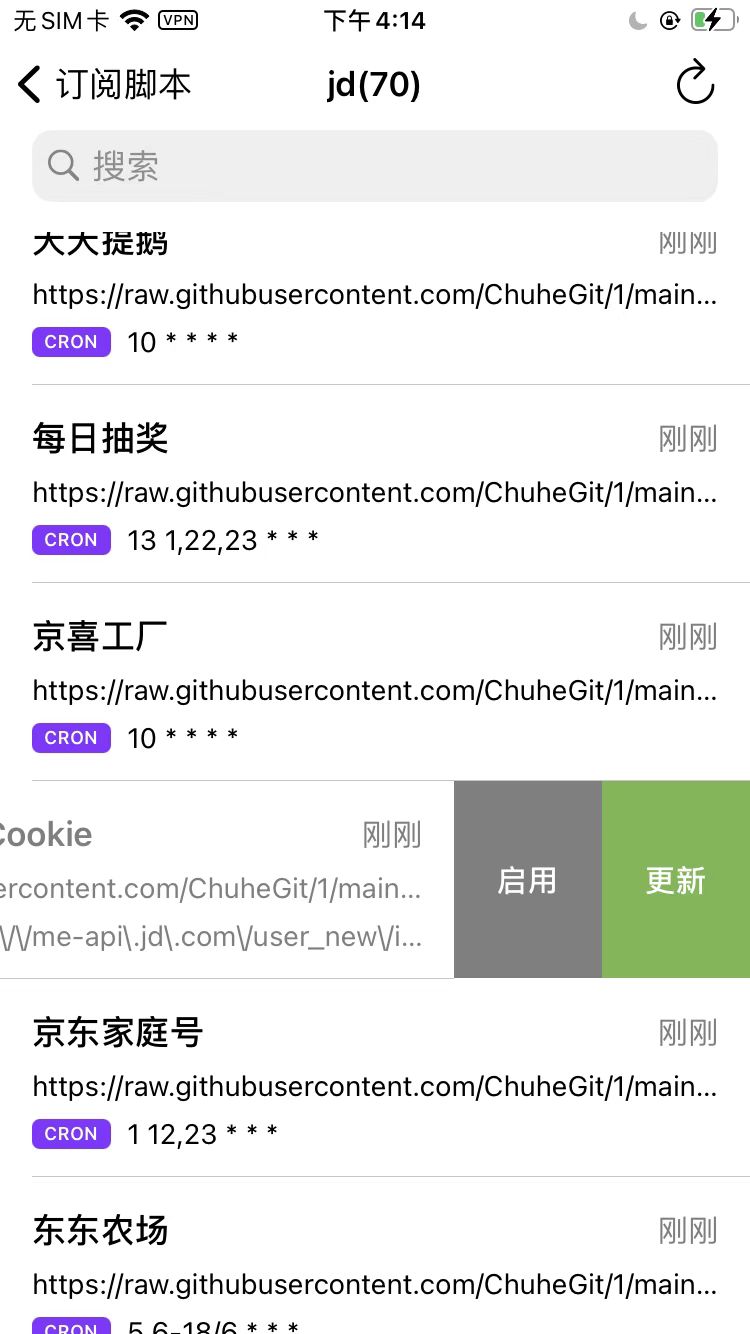 无SIM卡 VPN 下午4:14
订阅脚本 jd(70)
搜索
天天提鹅 刚刚
https://raw.githubusercontent.com/ChuheGit/1/main...
CRON 10 * * * *
每日抽奖 刚刚
https://raw.githubusercontent.com/ChuheGit/1/main...
CRON 13 1,22,23 * * *
京喜工厂 刚刚
https://raw.githubusercontent.com/ChuheGit/1/main...
CRON 10 * * * *
Cookie 刚刚
ercontent.com/ChuheGit/1/main...
\/\/me-api\.jd\.com\/user_new\/i...
启用 更新
京东家庭号 刚刚
https://raw.githubusercontent.com/ChuheGit/1/main...
CRON 1 12,23 * * *
东东农场 刚刚
https://raw.githubusercontent.com/ChuheGit/1/main...
CRON 5 6-18/6 * * *